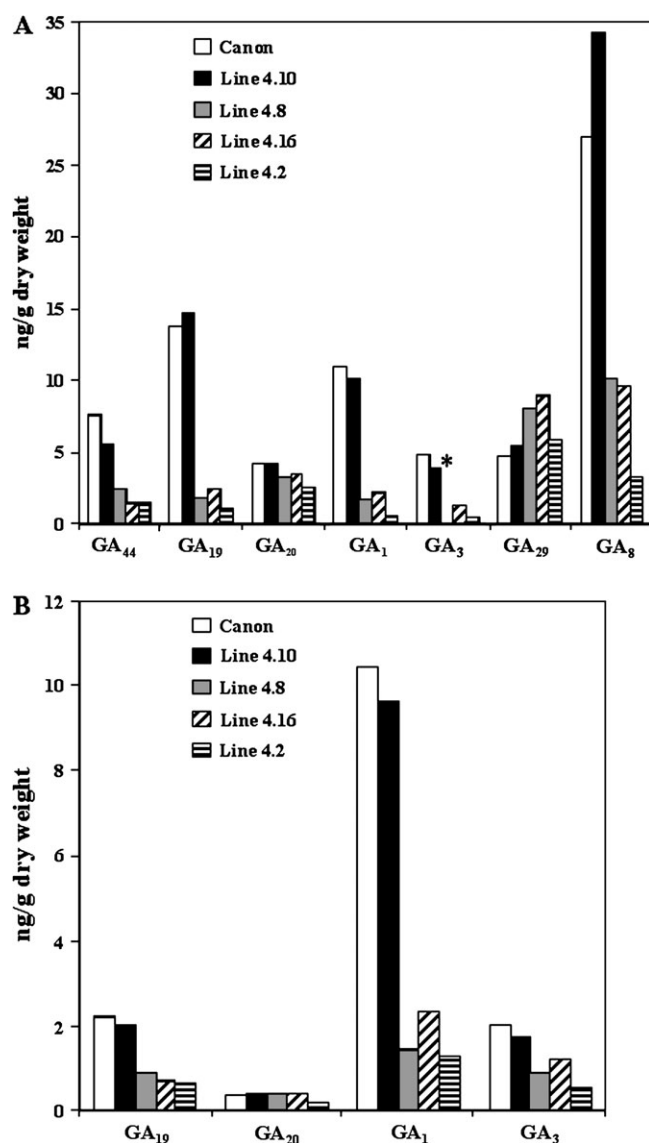 A
35
30
25
20
15
10
5
0
ng/g dry weight
Canon
Line 4.10
Line 4.8
Line 4.16
Line 4.2
*
GA₄₄ GA₁₉ GA₂₀ GA₁ GA₃ GA₂₉ GA₈
B
12
10
8
6
4
2
0
ng/g dry weight
Canon
Line 4.10
Line 4.8
Line 4.16
Line 4.2
GA₁₉ GA₂₀ GA₁ GA₃